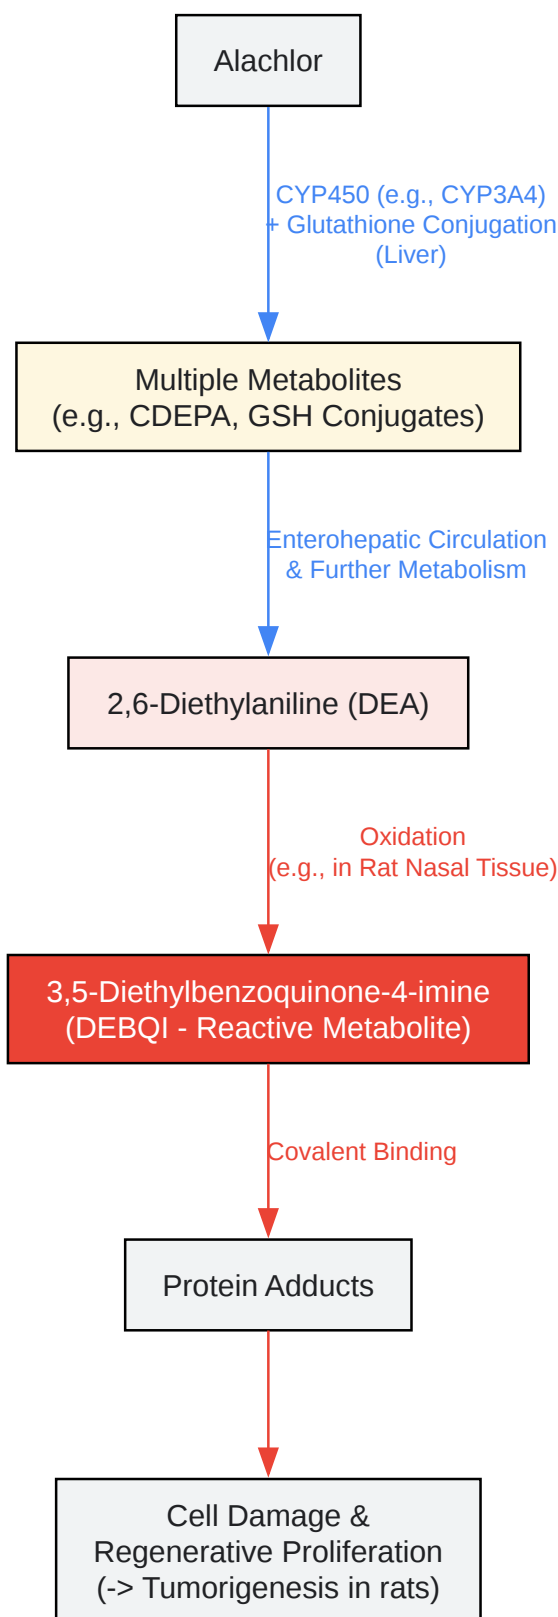 Alachlor
CYP450 (e.g., CYP3A4)
+ Glutathione Conjugation
(Liver)
Multiple Metabolites
(e.g., CDEPA, GSH Conjugates)
Enterohepatic Circulation
& Further Metabolism
2,6-Diethylaniline (DEA)
Oxidation
(e.g., in Rat Nasal Tissue)
3,5-Diethylbenzoquinone-4-imine
(DEBQI - Reactive Metabolite)
Covalent Binding
Protein Adducts
Cell Damage &
Regenerative Proliferation
(-> Tumorigenesis in rats)